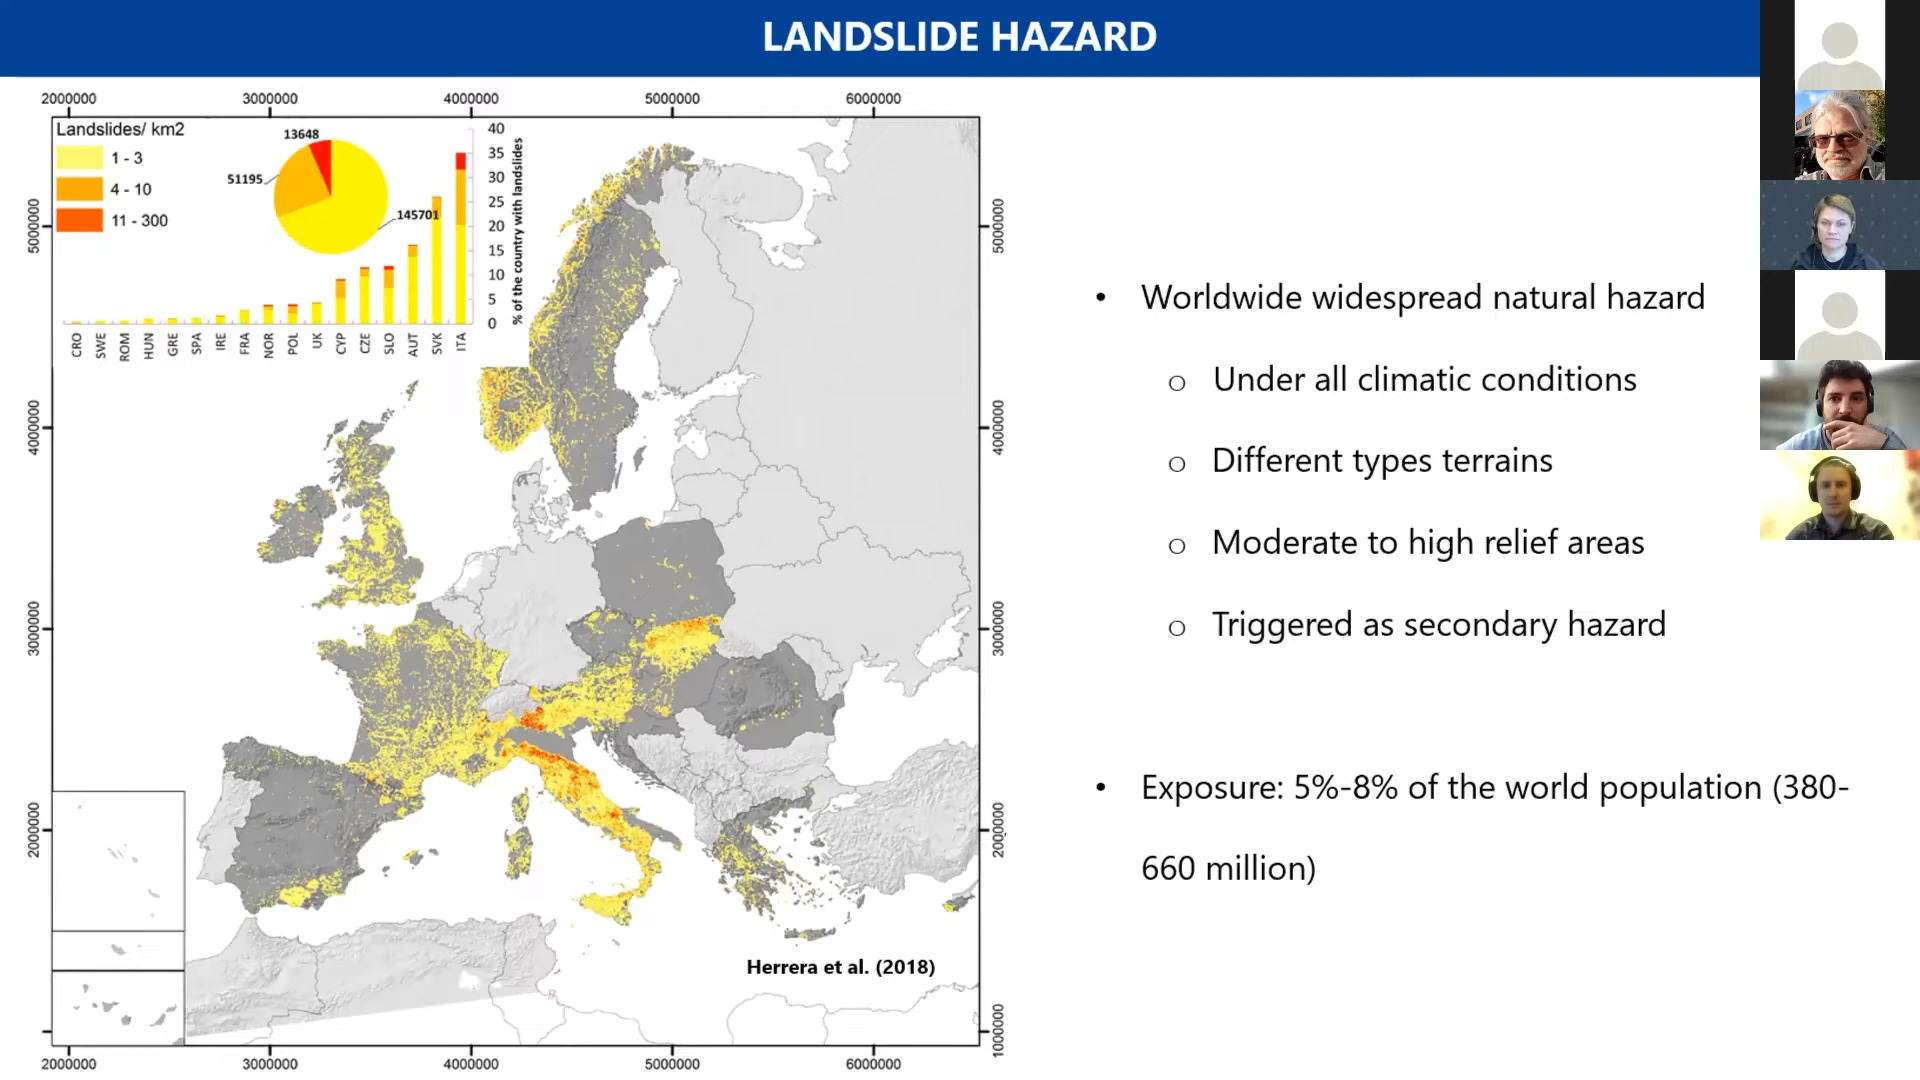 LANDSLIDE HAZARD
2000000 3000000 4000000 5000000 6000000
Landslides/ km2
1 - 3
4 - 10
11 - 300
13648
51195
145701
40
35
30
25
20
15
10
5
0
% of the country with landslides
CRO SWE ROM HUN GRE SPA IRE FRA NOR POL UK CYP CZE SLO AUT SVK ITA
5000000
4000000
3000000
2000000
5000000
4000000
3000000
2000000
1000000
Herrera et al. (2018)
2000000 3000000 4000000 5000000 6000000
• Worldwide widespread natural hazard
o Under all climatic conditions
o Different types terrains
o Moderate to high relief areas
o Triggered as secondary hazard
• Exposure: 5%-8% of the world population (380-
660 million)